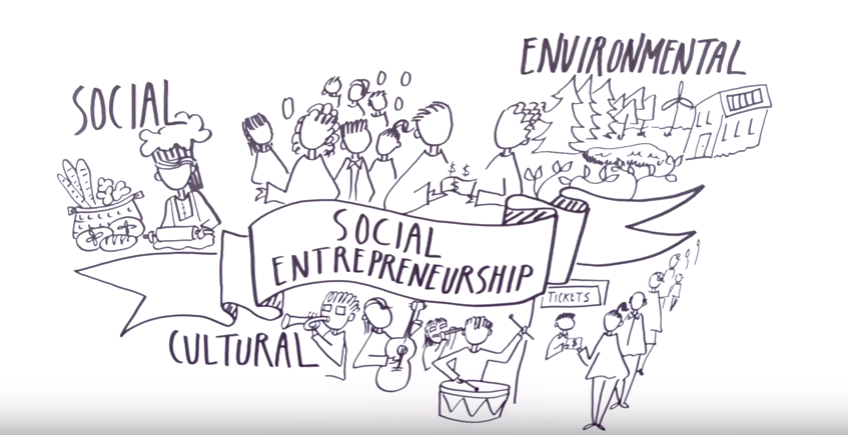 ENVIRONMENTAL
SOCIAL
$ $
$
SOCIAL
ENTREPRENEURSHIP
TICKETS
$
CULTURAL